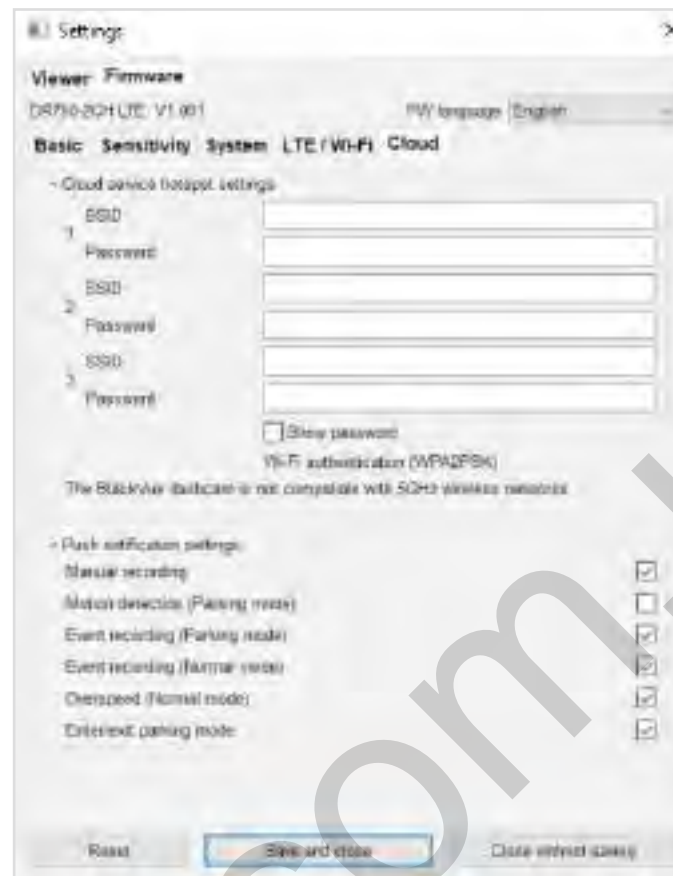 Settings
Viewer Firmware
DR750-2CH LTE V1.001 FW language English
Basic Sensitivity System LTE / Wi-Fi Cloud
- Cloud service hotspot settings
SSID
1
Password
SSID
2
Password
SSID
3
Password
Show password
Wi-Fi authentication (WPA2PSK)
The BlackVue dashcam is not compatible with 5GHz wireless networks
- Push notification settings
Manual recording
Motion detection (Parking mode)
Event recording (Parking mode)
Event recording (Normal mode)
Overspeed (Normal mode)
Enter/exit parking mode
Reset Save and close Close without saving
com.